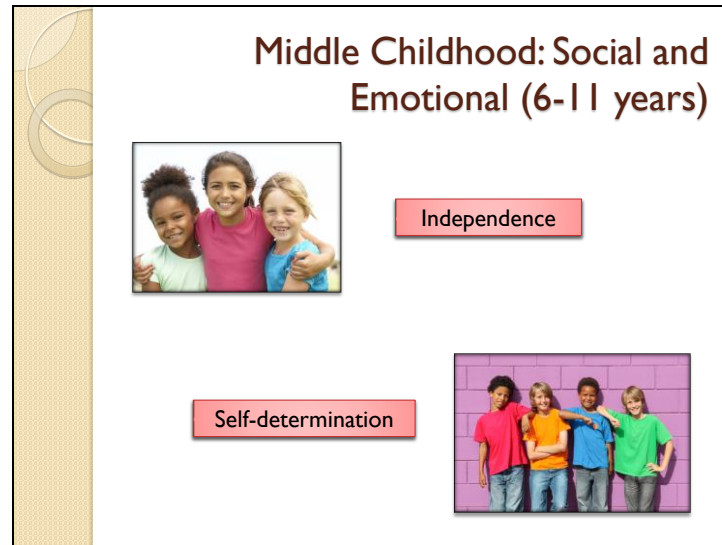 Middle Childhood: Social and
Emotional (6-11 years)
Independence
Self-determination